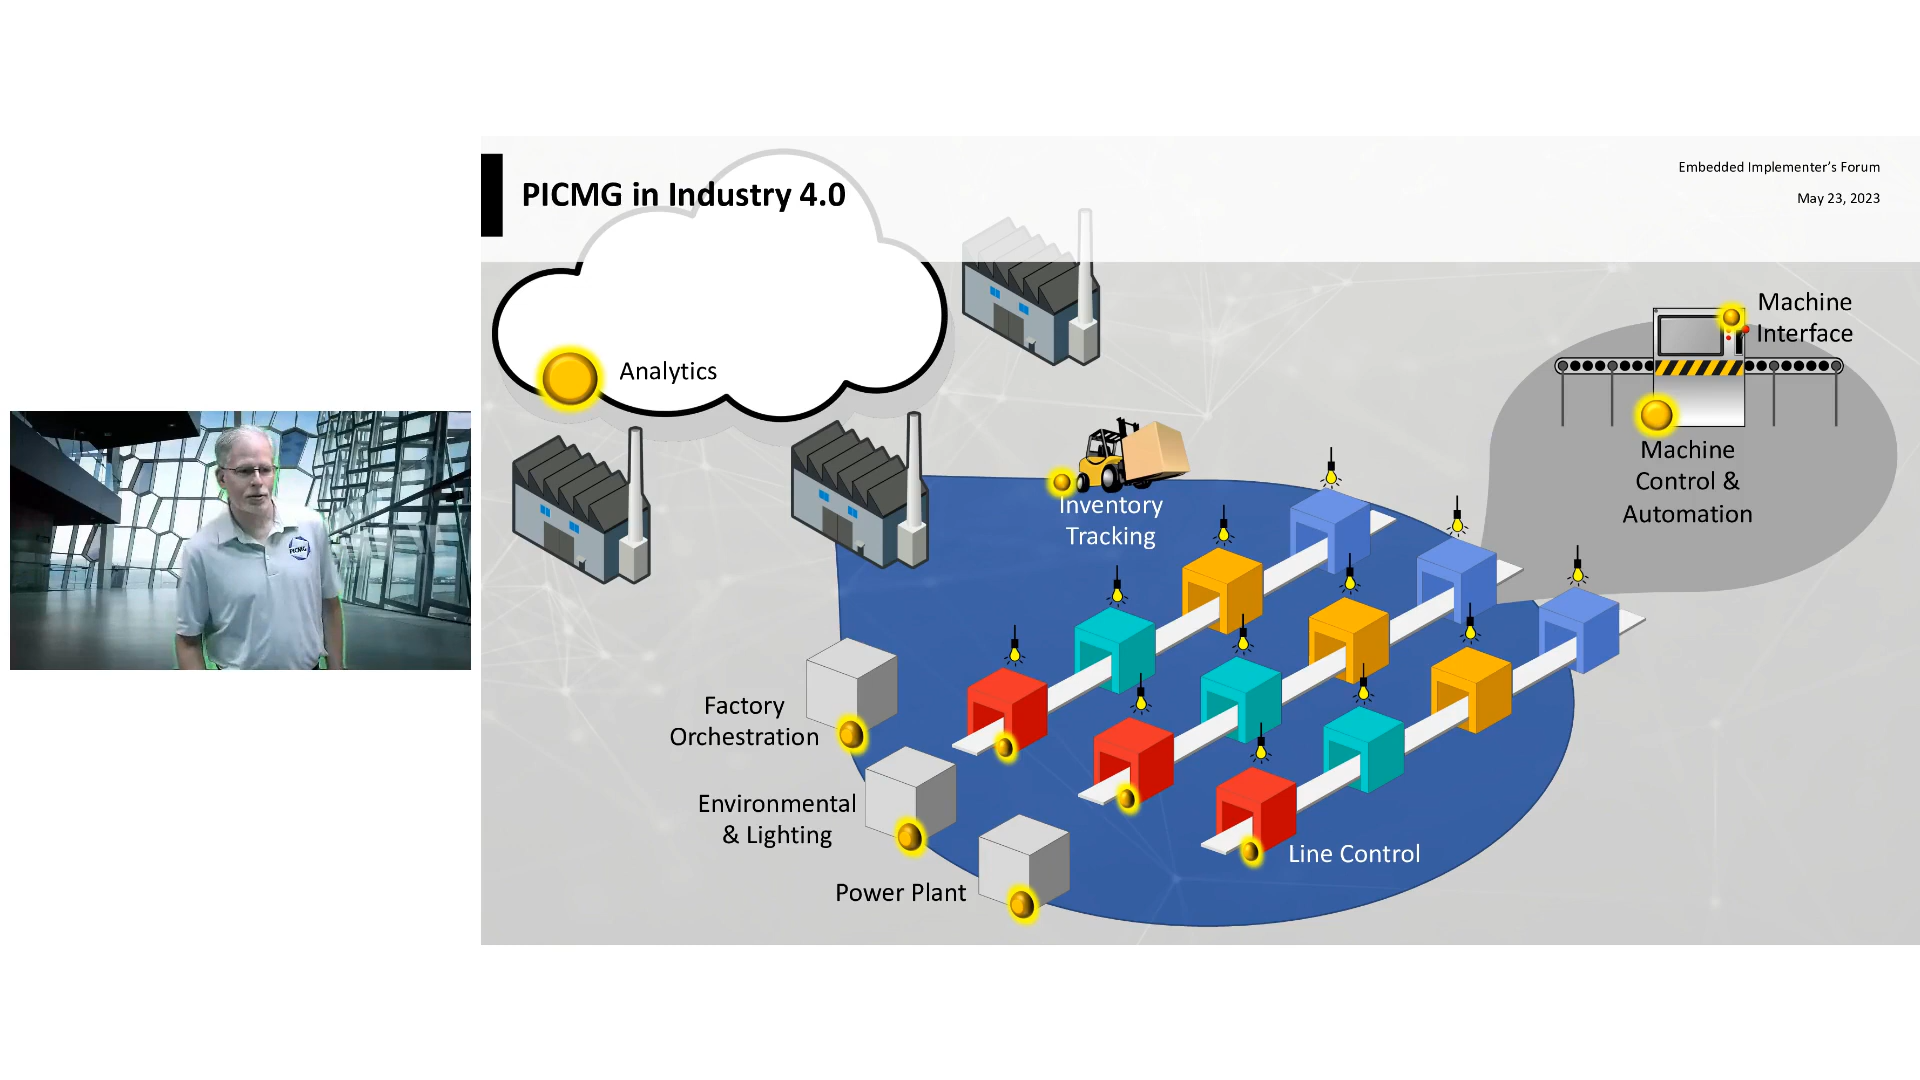 PICMG in Industry 4.0
Embedded Implementer's Forum
May 23, 2023
Analytics
Machine
Interface
Machine
Control &
Automation
Inventory
Tracking
Factory
Orchestration
Environmental
& Lighting
Power Plant
Line Control
PICMG